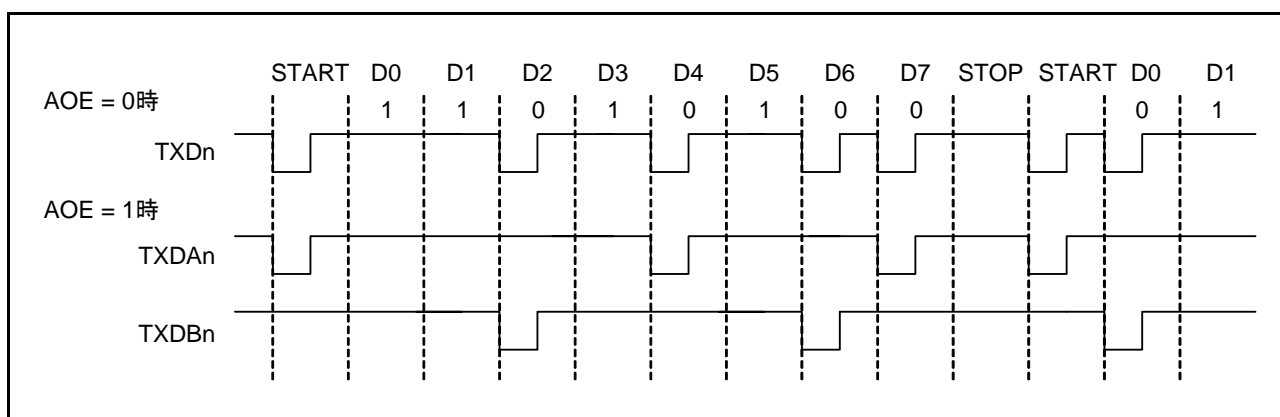 START D0 D1 D2 D3 D4 D5 D6 D7 STOP START D0 D1
AOE = 0時 1 1 0 1 0 1 0 0 0 1
TXDn
AOE = 1時
TXDAn
TXDBn